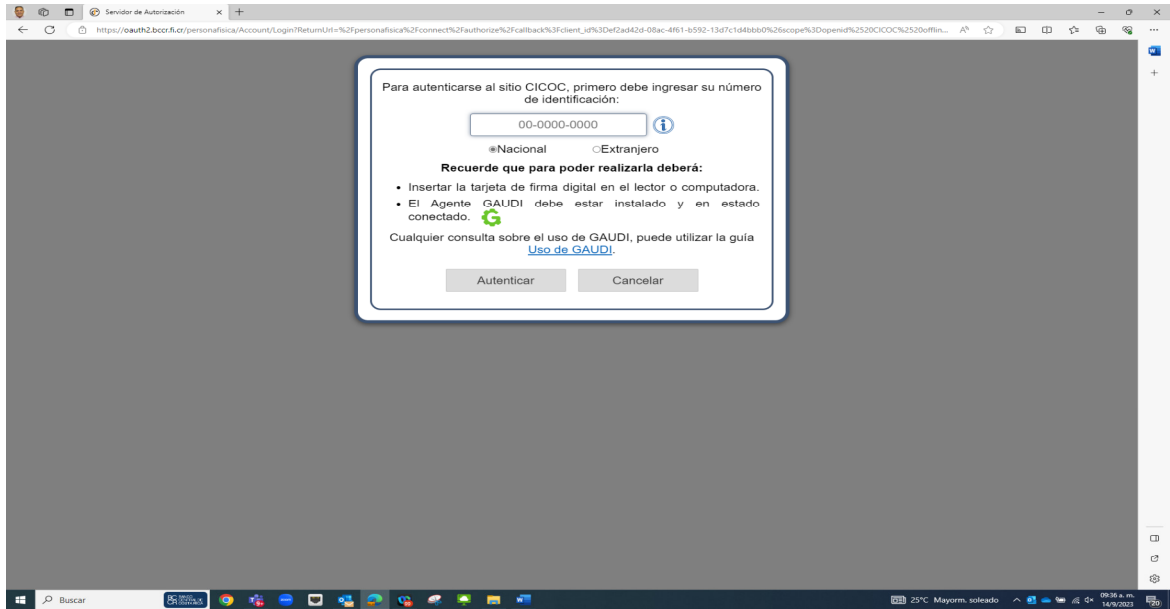 Servidor de Autorización
https://oauth2.bccr.fi.cr/personafisica/Account/Login?ReturnUrl=%2Fpersonafisica%2Fconnect%2Fauthorize%2Fcallback%3Fclient_id%3Def2ad42d-08ac-4f61-b592-13d7c1d4bbb0%26scope%3Dopenid%2520CICOC%2520offlin...
Para autenticarse al sitio CICOC, primero debe ingresar su número
de identificación:
00-0000-0000
Nacional Extranjero
Recuerde que para poder realizarla deberá:
• Insertar la tarjeta de firma digital en el lector o computadora.
• El Agente GAUDI debe estar instalado y en estado
conectado.
Cualquier consulta sobre el uso de GAUDI, puede utilizar la guía
Uso de GAUDI.
Autenticar Cancelar
Buscar
25°C Mayorm. soleado
09:36 a. m.
14/9/2023